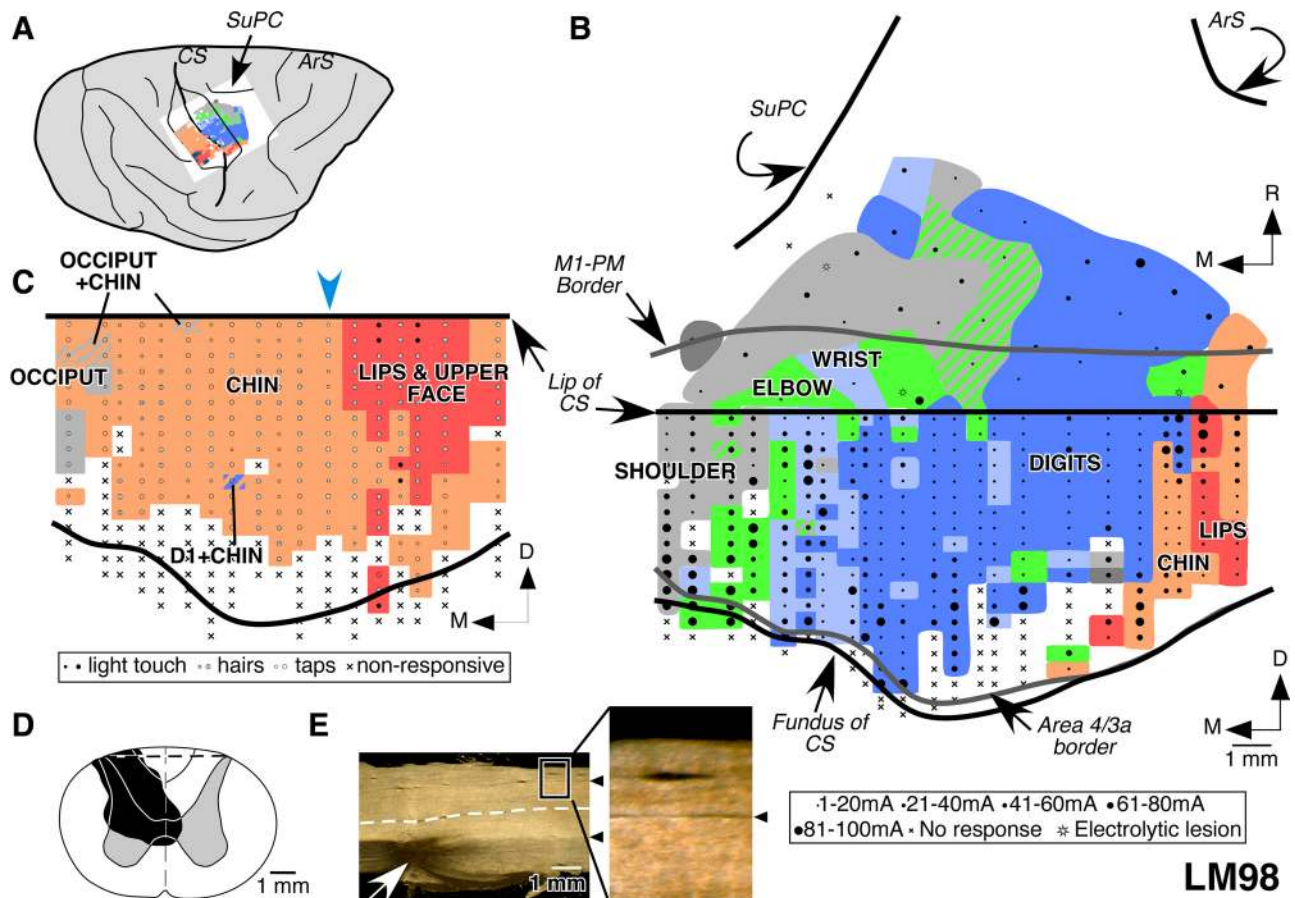 A
SuPC
CS
ArS
B
SuPC
ArS
R
M
M1-PM
Border
C
OCCIPUT
+CHIN
OCCIPUT
CHIN
LIPS & UPPER
FACE
Lip of
CS
D1+CHIN
D
M
· • light touch ∘ ∘ hairs ○ ○ taps × non-responsive
WRIST
ELBOW
SHOULDER
DIGITS
LIPS
CHIN
Fundus of
CS
Area 4/3a
border
D
M
1 mm
D
1 mm
E
1 mm
·1-20mA •21-40mA •41-60mA •61-80mA
•81-100mA × No response ☼ Electrolytic lesion
LM98